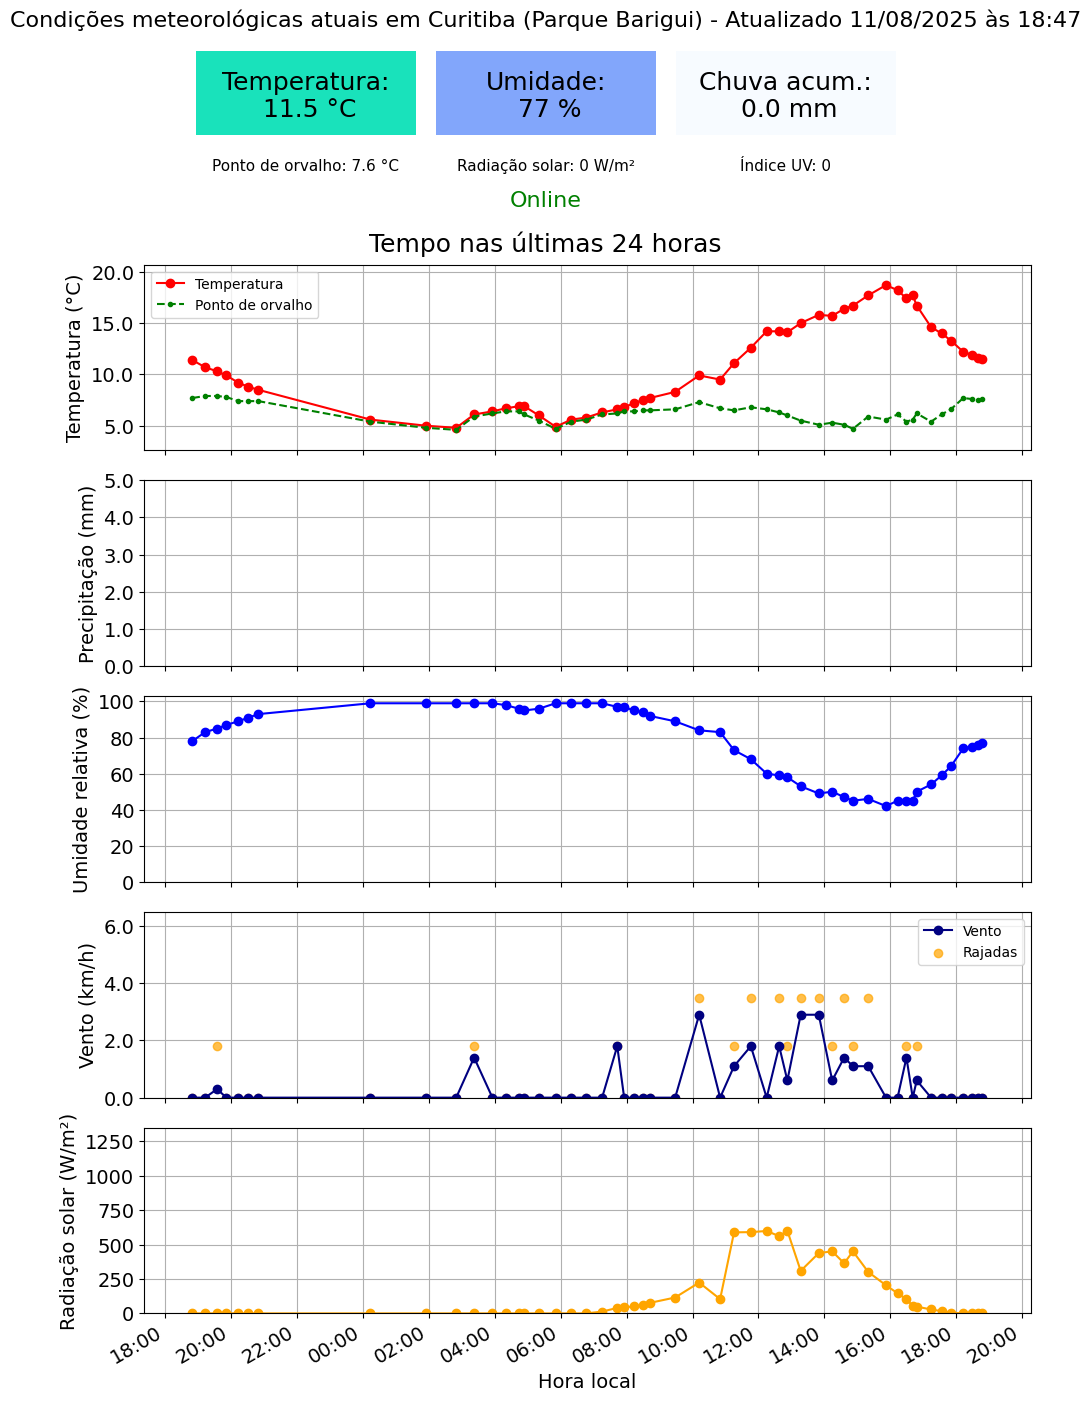 Condições meteorológicas atuais em Curitiba (Parque Barigui) - Atualizado 11/08/2025 às 18:47
Temperatura:
11.5 °C
Umidade:
77 %
Chuva acum.:
0.0 mm
Ponto de orvalho: 7.6 °C
Radiação solar: 0 W/m²
Índice UV: 0
Online
Tempo nas últimas 24 horas
Temperatura (°C)
20.0
15.0
10.0
5.0
Temperatura
Ponto de orvalho
Precipitação (mm)
5.0
4.0
3.0
2.0
1.0
0.0
Umidade relativa (%)
100
80
60
40
20
0
Vento (km/h)
6.0
4.0
2.0
0.0
Vento
Rajadas
Radiação solar (W/m²)
1250
1000
750
500
250
0
18:00
20:00
22:00
00:00
02:00
04:00
06:00
08:00
10:00
12:00
14:00
16:00
18:00
20:00
Hora local